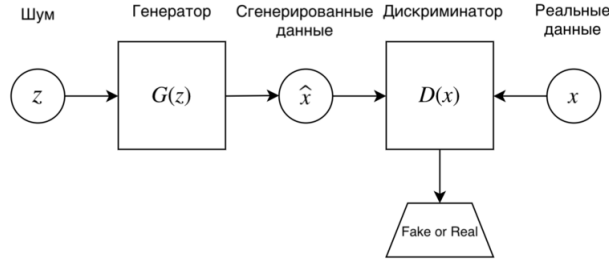 Шум
Генератор
Сгенерированные
данные
Дискриминатор
Реальные
данные
z
G(z)
x̂
D(x)
x
Fake or Real